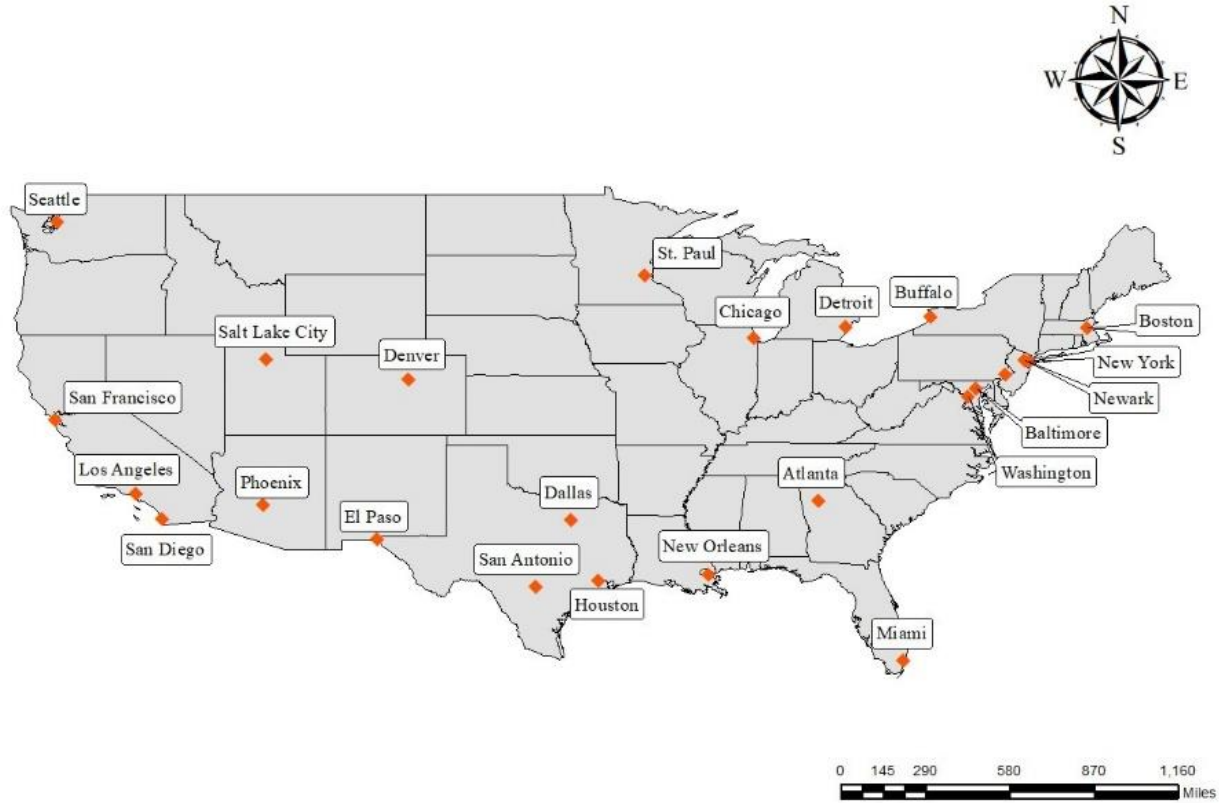 N
W E
S
Seattle
St. Paul
Buffalo
Detroit
Chicago
Boston
Salt Lake City
Denver
New York
San Francisco
Newark
Baltimore
Los Angeles
Washington
Phoenix
Atlanta
Dallas
El Paso
San Diego
New Orleans
San Antonio
Houston
Miami
0 145 290 580 870 1,160
Miles